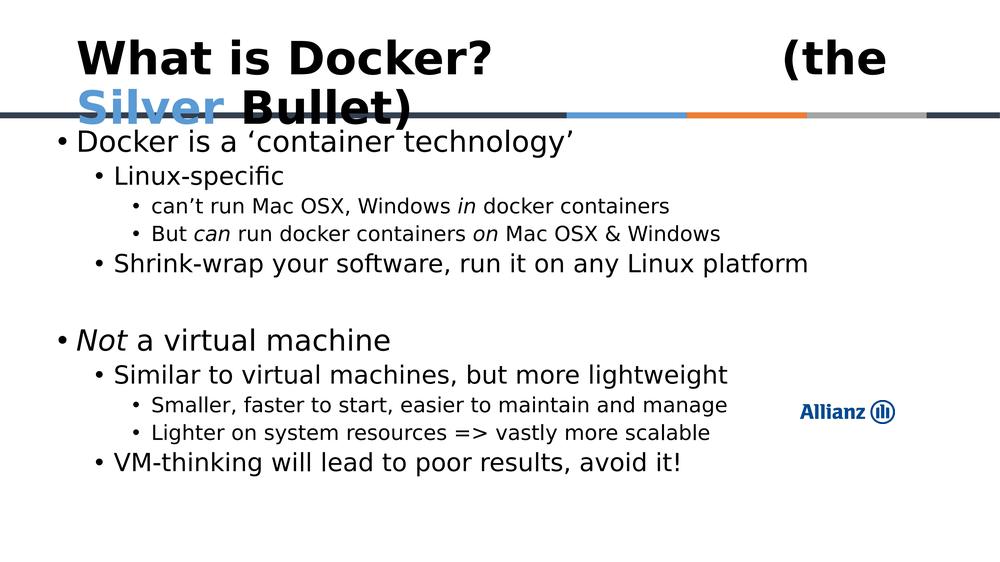 What is Docker? (the
Silver Bullet)
• Docker is a ‘container technology’
• Linux-specific
• can’t run Mac OSX, Windows in docker containers
• But can run docker containers on Mac OSX & Windows
• Shrink-wrap your software, run it on any Linux platform
• Not a virtual machine
• Similar to virtual machines, but more lightweight
• Smaller, faster to start, easier to maintain and manage
Allianz
• Lighter on system resources => vastly more scalable
• VM-thinking will lead to poor results, avoid it!